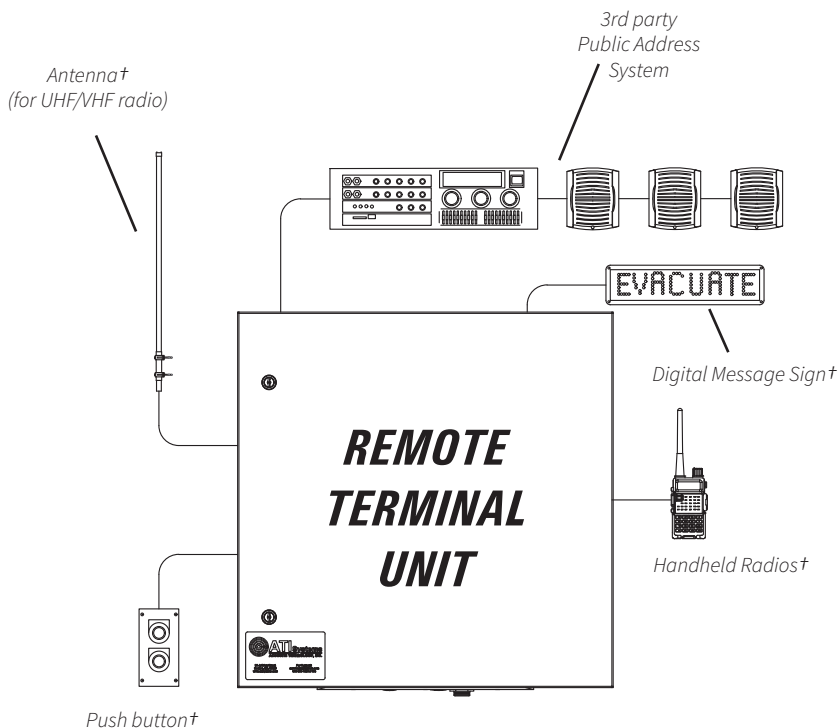 3rd party
Public Address
System
Antenna†
(for UHF/VHF radio)
EVACUATE
Digital Message Sign†
REMOTE
TERMINAL
UNIT
Handheld Radios†
ATI Systems
Push button†